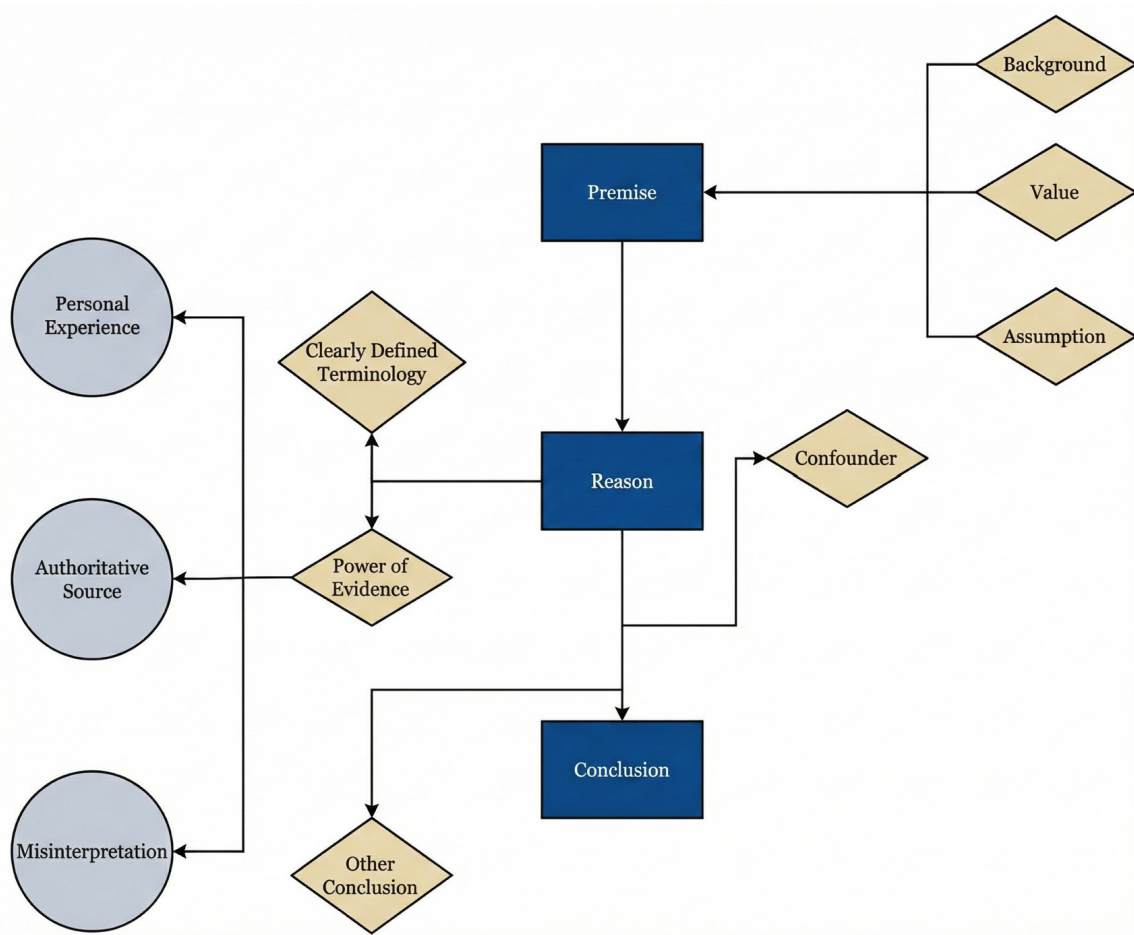 Background
Premise
Value
Personal
Experience
Assumption
Clearly Defined
Terminology
Confounder
Reason
Authoritative
Source
Power of
Evidence
Conclusion
Misinterpretation
Other
Conclusion